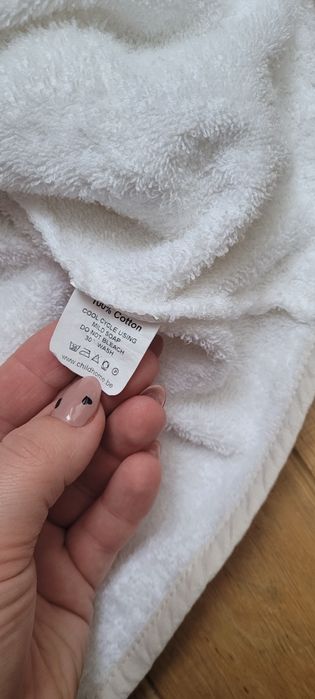 100% Cotton
COOL CYCLE USING
MILD SOAP
DO NOT BLEACH
30° WASH
www.childhome.be